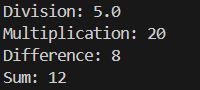 Division: 5.0
Multiplication: 20
Difference: 8
Sum: 12